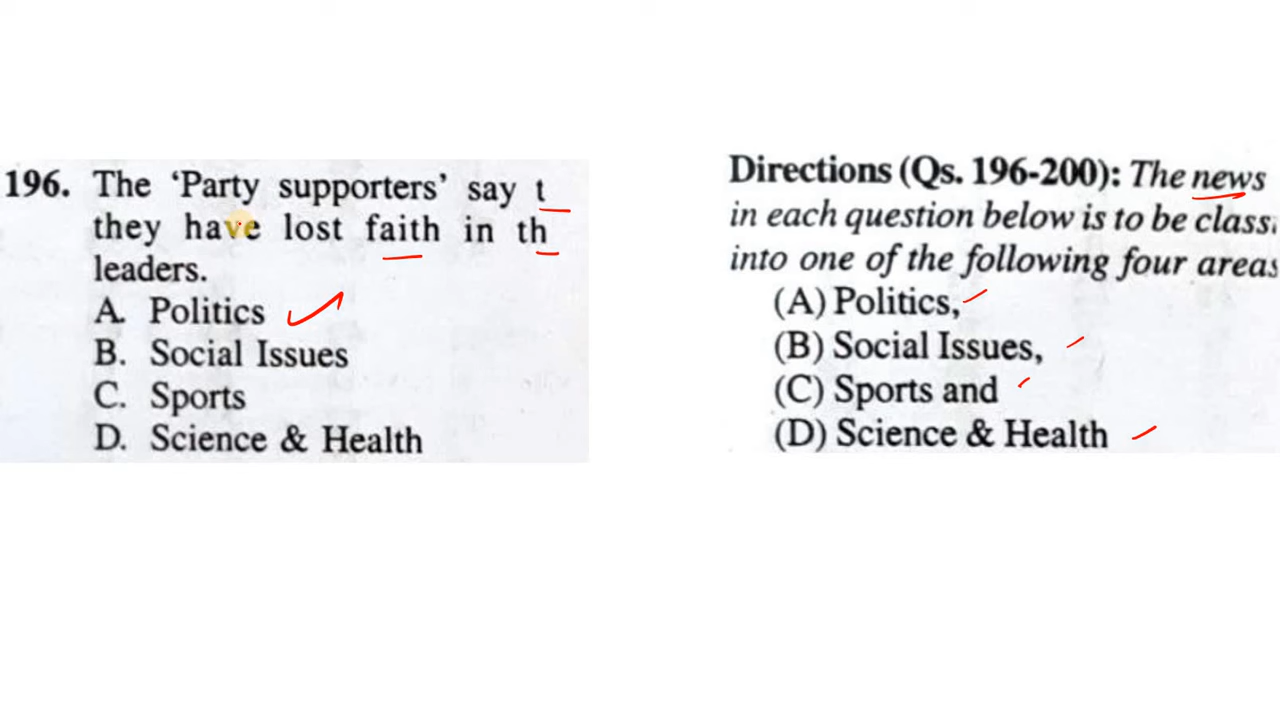 196. The ‘Party supporters’ say t
they have lost faith in th
leaders.
A. Politics
B. Social Issues
C. Sports
D. Science & Health
Directions (Qs. 196-200): The news
in each question below is to be class
into one of the following four areas
(A) Politics,
(B) Social Issues,
(C) Sports and
(D) Science & Health